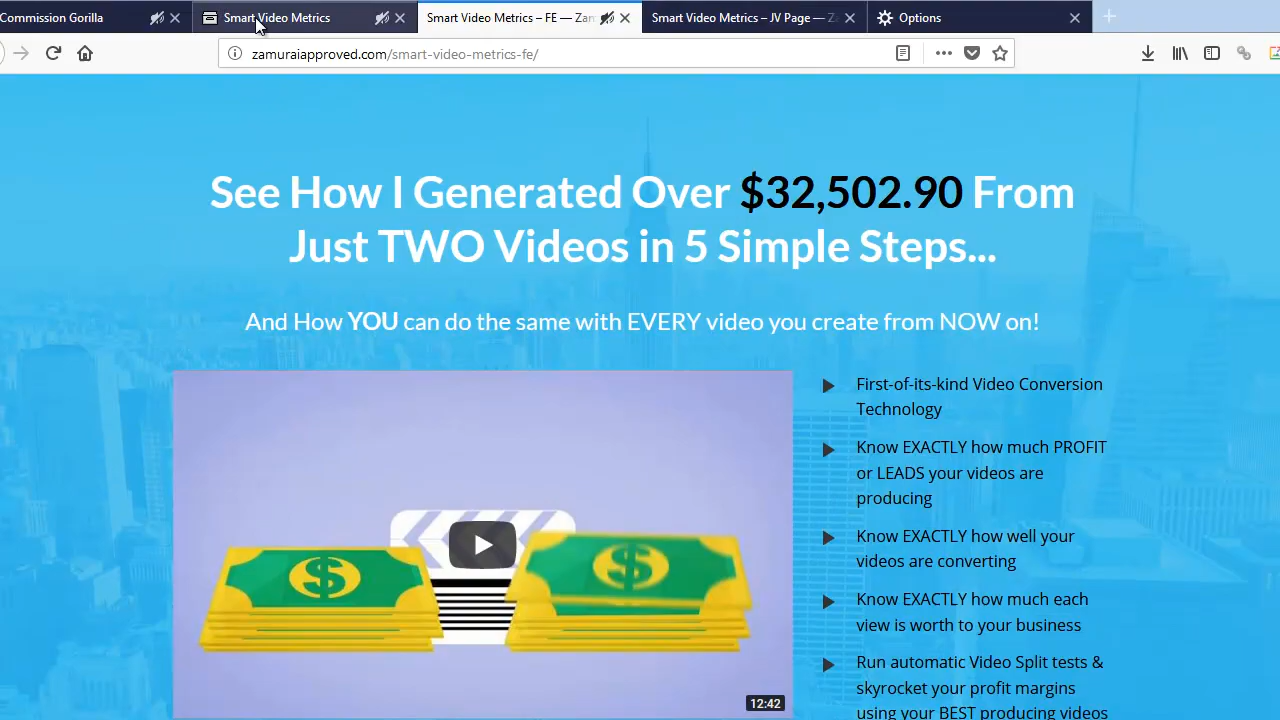 Commission Gorilla
Smart Video Metrics
Smart Video Metrics – FE — Zam
Smart Video Metrics – JV Page — Z
Options
zamuraiapproved.com/smart-video-metrics-fe/
See How I Generated Over $32,502.90 From
Just TWO Videos in 5 Simple Steps...
And How YOU can do the same with EVERY video you create from NOW on!
First-of-its-kind Video Conversion
Technology
Know EXACTLY how much PROFIT
or LEADS your videos are
producing
Know EXACTLY how well your
videos are converting
Know EXACTLY how much each
view is worth to your business
Run automatic Video Split tests &
skyrocket your profit margins
using your BEST producing videos
12:42